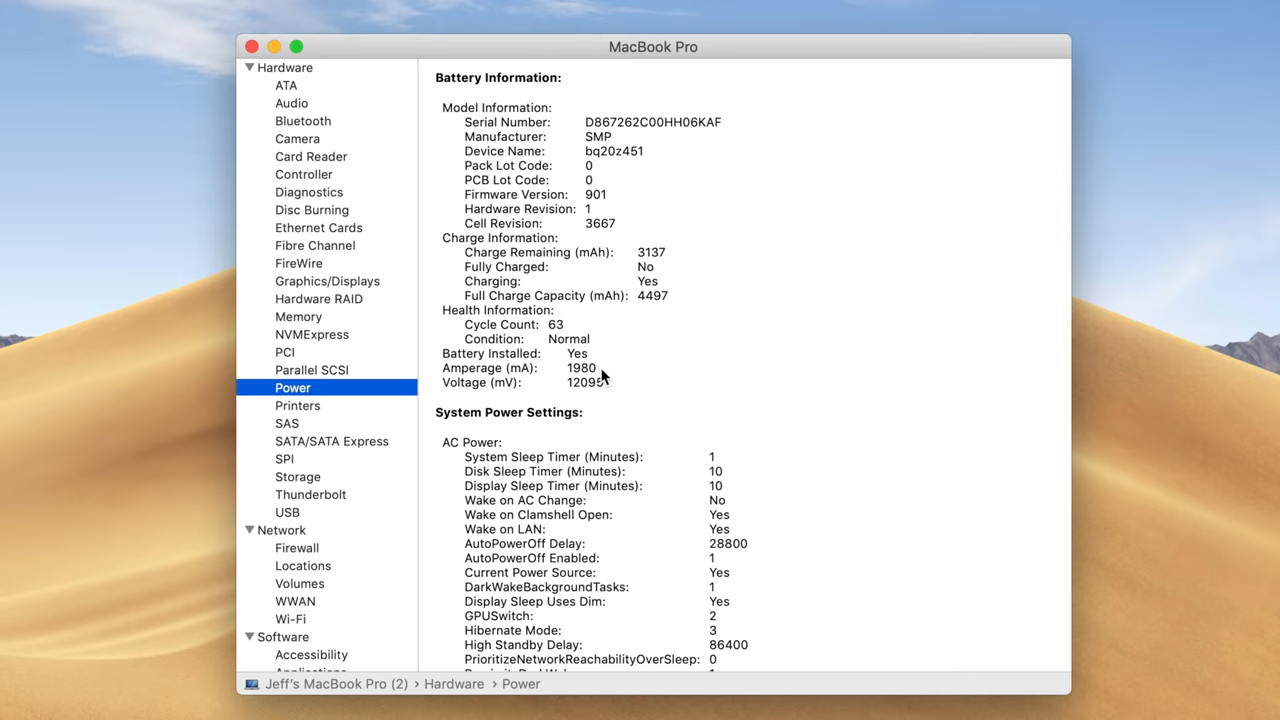 MacBook Pro
Hardware
ATA
Audio
Bluetooth
Camera
Card Reader
Controller
Diagnostics
Disc Burning
Ethernet Cards
Fibre Channel
FireWire
Graphics/Displays
Hardware RAID
Memory
NVMExpress
PCI
Parallel SCSI
Power
Printers
SAS
SATA/SATA Express
SPI
Storage
Thunderbolt
USB
Network
Firewall
Locations
Volumes
WWAN
Wi-Fi
Software
Accessibility
Battery Information:
Model Information:
Serial Number: D867262C00HH06KAF
Manufacturer: SMP
Device Name: bq20z451
Pack Lot Code: 0
PCB Lot Code: 0
Firmware Version: 901
Hardware Revision: 1
Cell Revision: 3667
Charge Information:
Charge Remaining (mAh): 3137
Fully Charged: No
Charging: Yes
Full Charge Capacity (mAh): 4497
Health Information:
Cycle Count: 63
Condition: Normal
Battery Installed: Yes
Amperage (mA): 1980
Voltage (mV): 12095
System Power Settings:
AC Power:
System Sleep Timer (Minutes): 1
Disk Sleep Timer (Minutes): 10
Display Sleep Timer (Minutes): 10
Wake on AC Change: No
Wake on Clamshell Open: Yes
Wake on LAN: Yes
AutoPowerOff Delay: 28800
AutoPowerOff Enabled: 1
Current Power Source: Yes
DarkWakeBackgroundTasks: 1
Display Sleep Uses Dim: Yes
GPUSwitch: 2
Hibernate Mode: 3
High Standby Delay: 86400
PrioritizeNetworkReachabilityOverSleep: 0
Jeff's MacBook Pro (2) › Hardware › Power